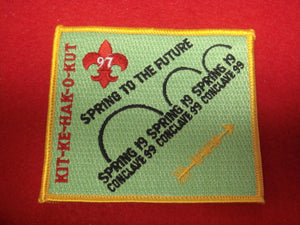 KIT-KE-HAK-O-KUT
97
SPRING TO THE FUTURE
SPRING 19 SPRING 19 SPRING 19
CONCLAVE 99 CONCLAVE 99 CONCLAVE 99